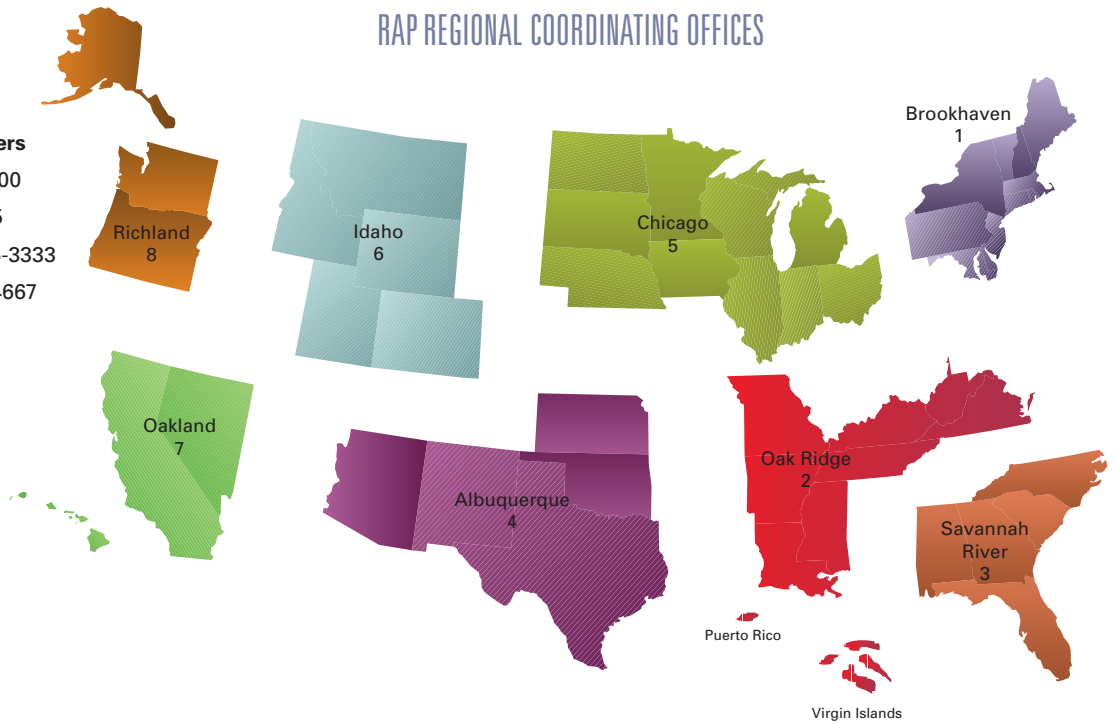 RAP REGIONAL COORDINATING OFFICES
ers
00
-3333
4667
Brookhaven
1
Richland
8
Idaho
6
Chicago
5
Oakland
7
Albuquerque
4
Oak Ridge
2
Savannah
River
3
Puerto Rico
Virgin Islands